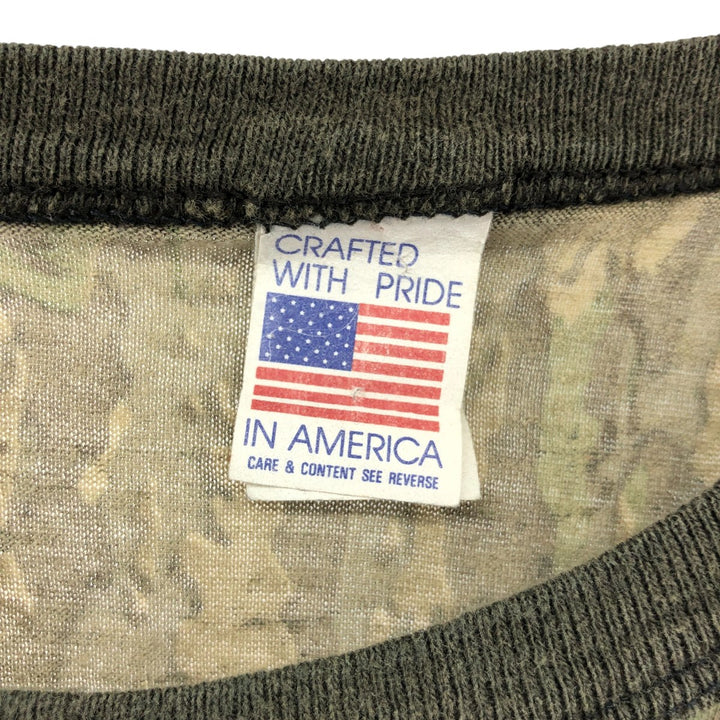 CRAFTED
WITH PRIDE
IN AMERICA
CARE & CONTENT SEE REVERSE